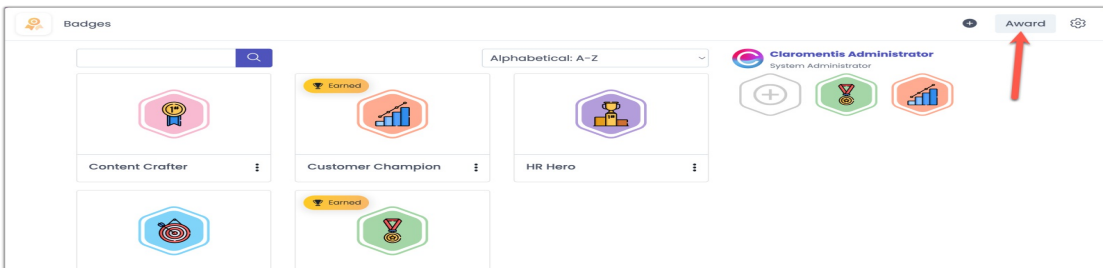 Badges
Award
Alphabetical: A-Z
Claromentis Administrator
System Administrator
Earned
Content Crafter
Customer Champion
HR Hero
Earned